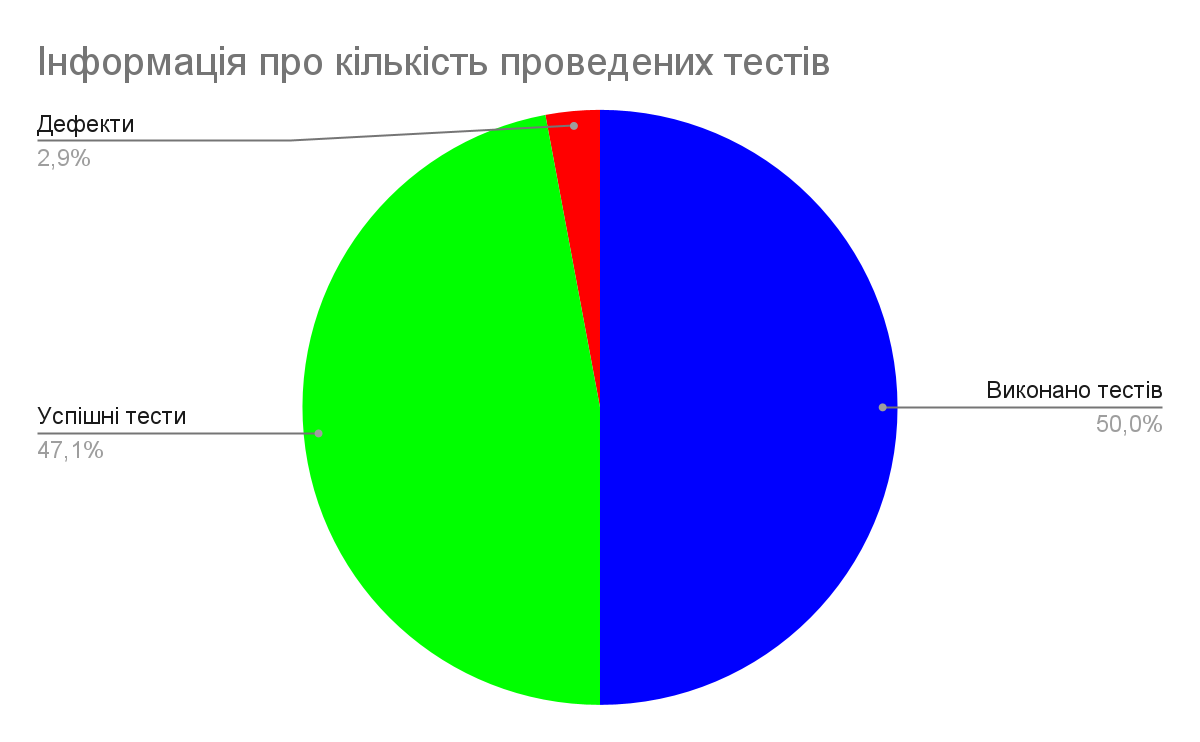 Інформація про кількість проведених тестів
Дефекти
2,9%
Виконано тестів
50,0%
Успішні тести
47,1%